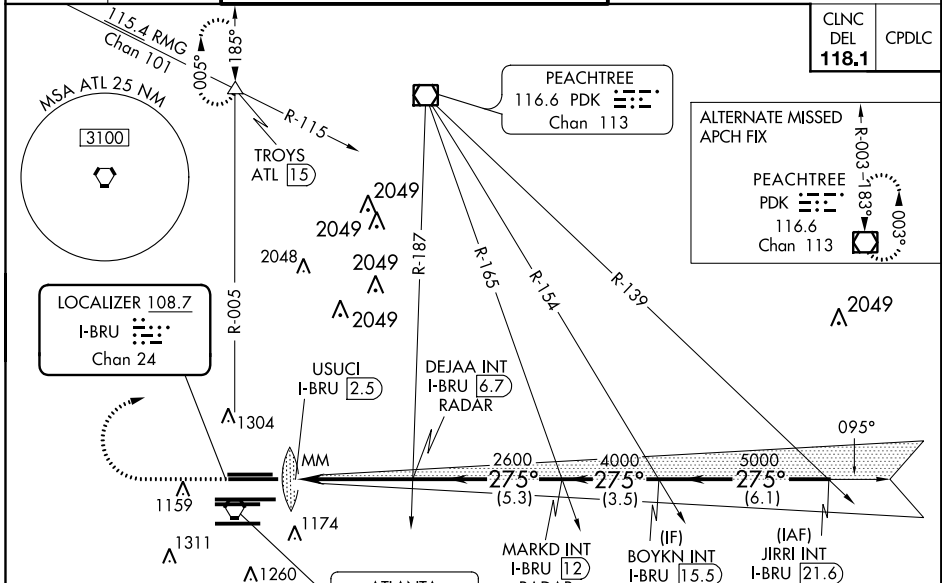 CLNC
DEL
118.1
CPDLC
115.4 RMG
Chan 101
005°
185°
MSA ATL 25 NM
3100
R-115
TROYS
ATL 15
PEACHTREE
116.6 PDK
Chan 113
ALTERNATE MISSED
APCH FIX
PEACHTREE
PDK
116.6
Chan 113
R-003
183°
003°
2049
2049
2048
2049
2049
2049
R-187
R-165
R-154
R-139
R-005
LOCALIZER 108.7
I-BRU
Chan 24
USUCI
I-BRU 2.5
DEJAA INT
I-BRU 6.7
RADAR
1304
MM
095°
2600
4000
5000
275°
275°
275°
(5.3)
(3.5)
(6.1)
1159
1174
1311
1260
MARKD INT
I-BRU 12
RADAR
(IF)
BOYKN INT
I-BRU 15.5
(IAF)
JIRRI INT
I-BRU 21.6
ATLANTA